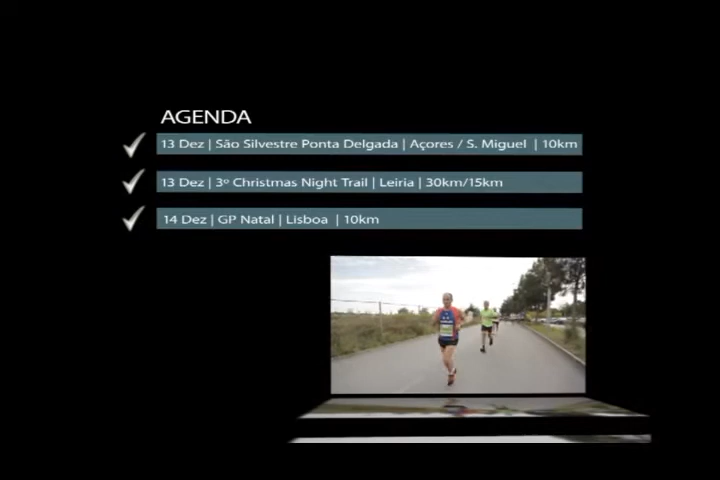 AGENDA
13 Dez | São Silvestre Ponta Delgada | Açores / S. Miguel | 10km
13 Dez | 3º Christmas Night Trail | Leiria | 30km/15km
14 Dez | GP Natal | Lisboa | 10km